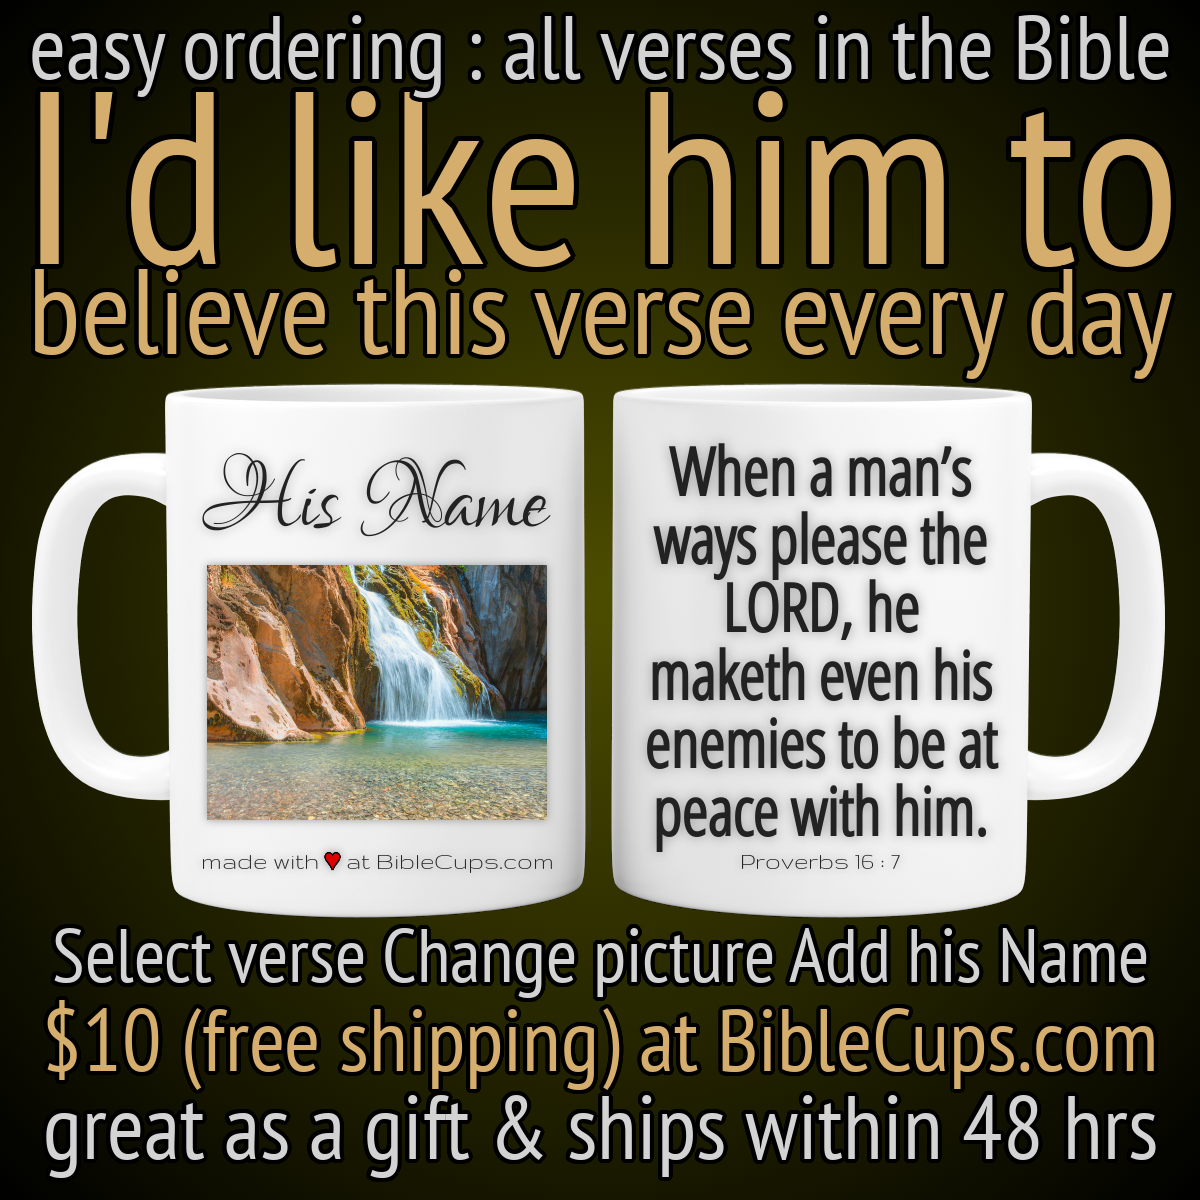 easy ordering : all verses in the Bible
I'd like him to
believe this verse every day
His Name
made with ♥ at BibleCups.com
When a man’s
ways please the
LORD, he
maketh even his
enemies to be at
peace with him.
Proverbs 16 : 7
Select verse Change picture Add his Name
$10 (free shipping) at BibleCups.com
great as a gift & ships within 48 hrs